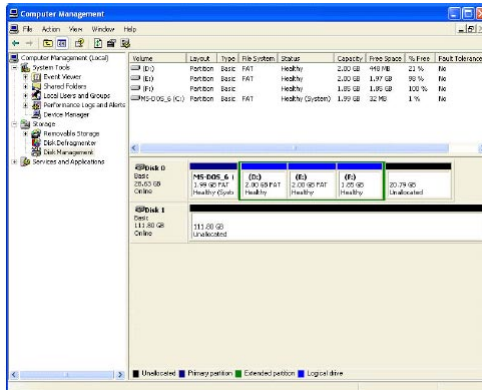 Computer Management
File Action View Window Help
Computer Management (Local)
System Tools
Event Viewer
Shared Folders
Local Users and Groups
Performance Logs and Alerts
Device Manager
Storage
Removable Storage
Disk Defragmenter
Disk Management
Services and Applications
Volume Layout Type File System Status Capacity Free Space % Free Fault Tolerance
(D:) Partition Basic FAT Healthy 2.00 GB 448 MB 21 % No
(E:) Partition Basic FAT Healthy 2.00 GB 1.97 GB 98 % No
(F:) Partition Basic Healthy 1.85 GB 1.85 GB 100 % No
MS-DOS_6 (C:) Partition Basic FAT Healthy (System) 1.99 GB 32 MB 1 % No
Disk 0
Basic
28.63 GB
Online
MS-DOS_6 (
1.99 GB FAT
Healthy (Syste
(D:)
2.00 GB FAT
Healthy
(E:)
2.00 GB FAT
Healthy
(F:)
1.85 GB
Healthy
20.79 GB
Unallocated
Disk 1
Basic
111.80 GB
Online
111.80 GB
Unallocated
Unallocated Primary partition Extended partition Logical drive